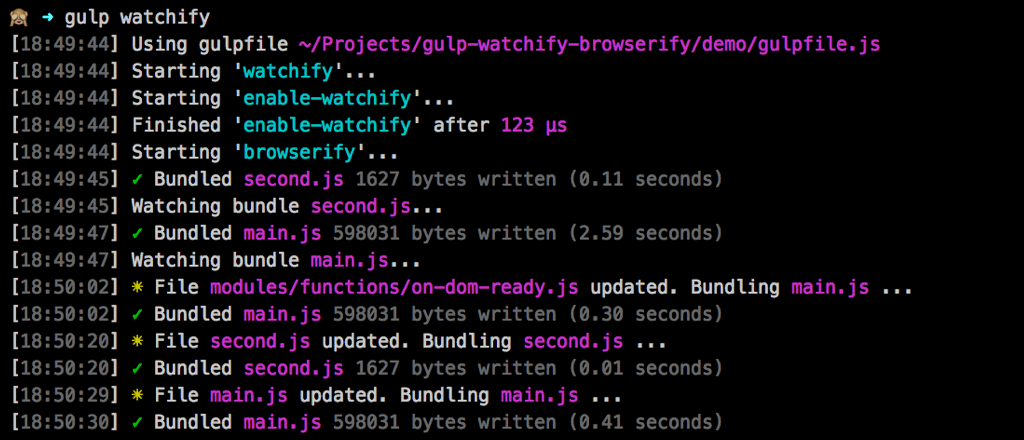 🙈 ➜ gulp watchify
[18:49:44] Using gulpfile ~/Projects/gulp-watchify-browserify/demo/gulpfile.js
[18:49:44] Starting 'watchify'...
[18:49:44] Starting 'enable-watchify'...
[18:49:44] Finished 'enable-watchify' after 123 μs
[18:49:44] Starting 'browserify'...
[18:49:45] ✓ Bundled second.js 1627 bytes written (0.11 seconds)
[18:49:45] Watching bundle second.js...
[18:49:47] ✓ Bundled main.js 598031 bytes written (2.59 seconds)
[18:49:47] Watching bundle main.js...
[18:50:02] ✷ File modules/functions/on-dom-ready.js updated. Bundling main.js ...
[18:50:02] ✓ Bundled main.js 598031 bytes written (0.30 seconds)
[18:50:20] ✷ File second.js updated. Bundling second.js ...
[18:50:20] ✓ Bundled second.js 1627 bytes written (0.01 seconds)
[18:50:29] ✷ File main.js updated. Bundling main.js ...
[18:50:30] ✓ Bundled main.js 598031 bytes written (0.41 seconds)